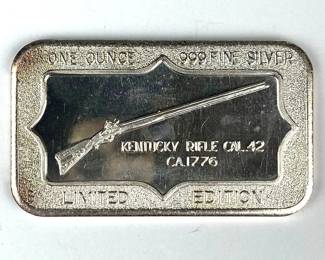 ONE OUNCE .999 FINE SILVER
KENTUCKY RIFLE CAL.42
CA.1776
LIMITED EDITION